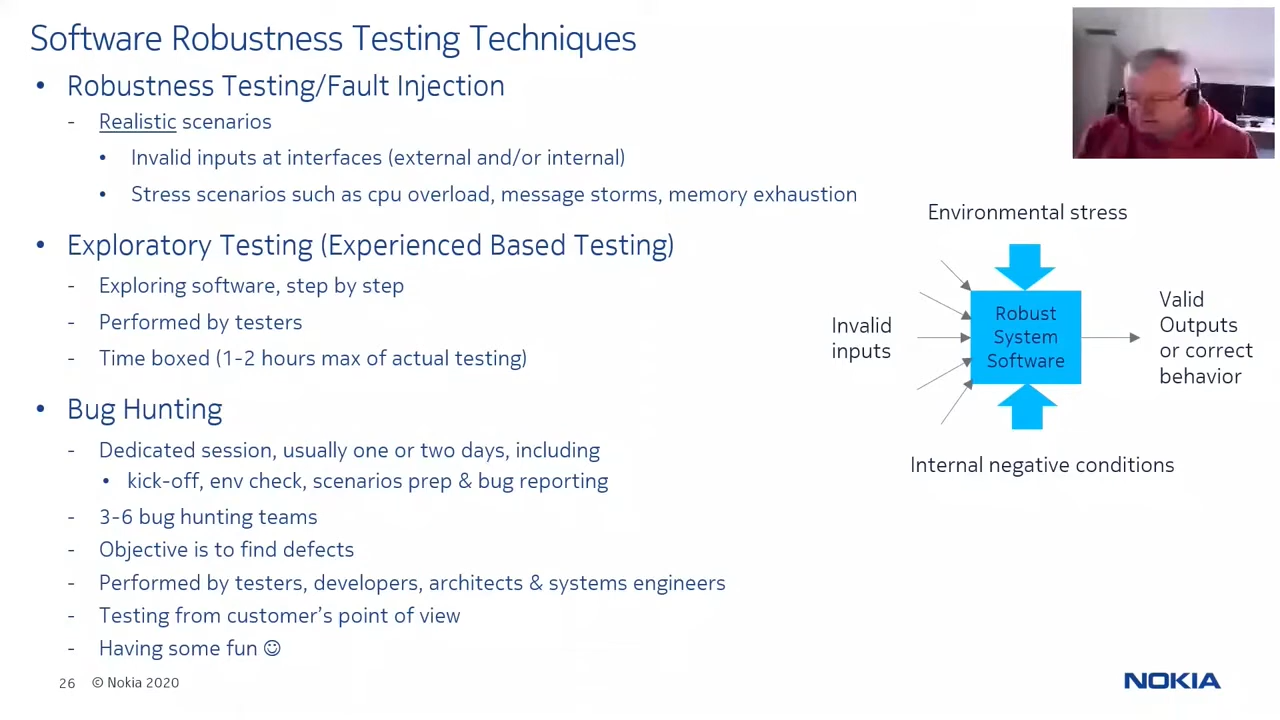 Software Robustness Testing Techniques
• Robustness Testing/Fault Injection
- Realistic scenarios
• Invalid inputs at interfaces (external and/or internal)
• Stress scenarios such as cpu overload, message storms, memory exhaustion
• Exploratory Testing (Experienced Based Testing)
- Exploring software, step by step
- Performed by testers
- Time boxed (1-2 hours max of actual testing)
• Bug Hunting
- Dedicated session, usually one or two days, including
• kick-off, env check, scenarios prep & bug reporting
- 3-6 bug hunting teams
- Objective is to find defects
- Performed by testers, developers, architects & systems engineers
- Testing from customer's point of view
- Having some fun ☺
Environmental stress
Invalid
inputs
Robust
System
Software
Valid
Outputs
or correct
behavior
Internal negative conditions
26 © Nokia 2020
NOKIA